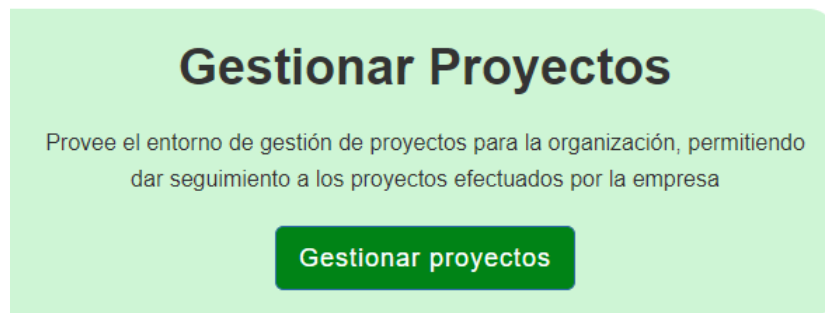 Gestionar Proyectos
Provee el entorno de gestión de proyectos para la organización, permitiendo
dar seguimiento a los proyectos efectuados por la empresa
Gestionar proyectos